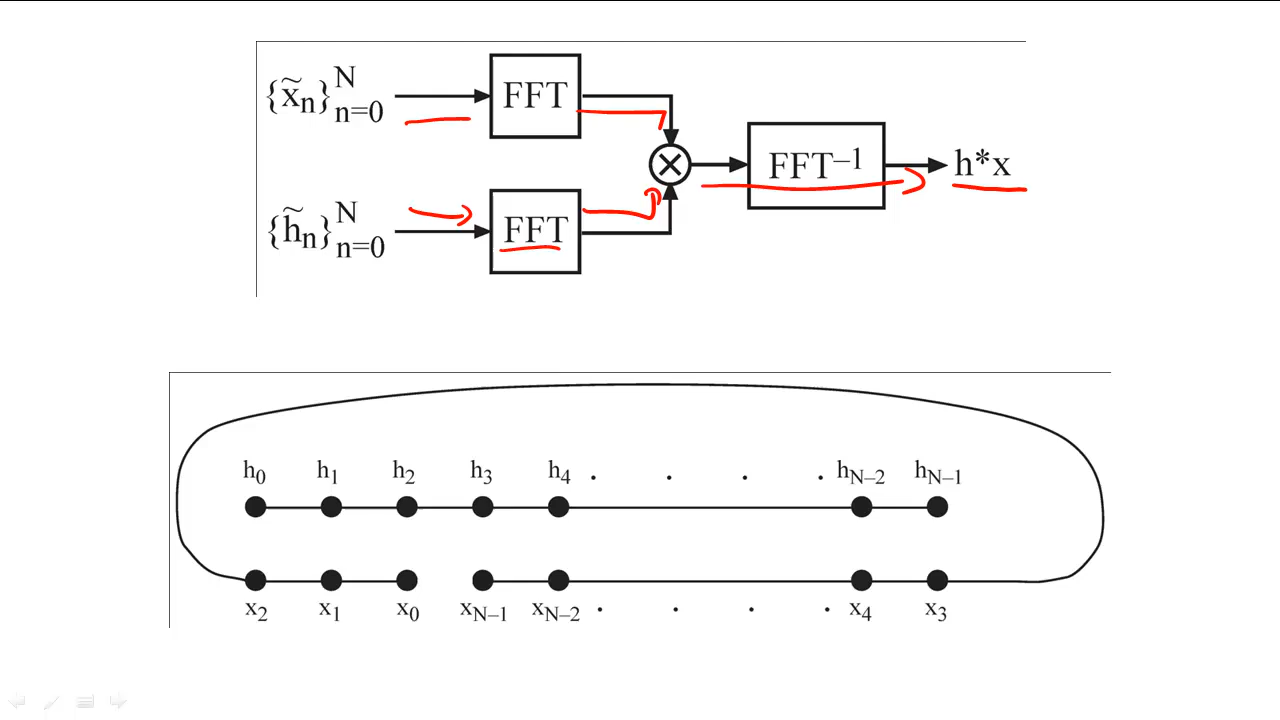 {x̃n}Nn=0 FFT
FFT–1 h*x
{h̃n}Nn=0 FFT
h0 h1 h2 h3 h4 . . . . hN–2 hN–1
x2 x1 x0 xN–1 xN–2 . . . . x4 x3